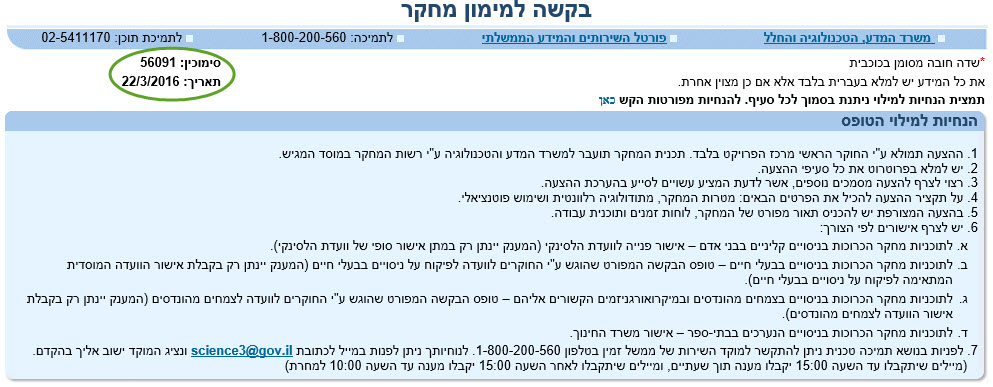 בקשה למימון מחקר
משרד המדע, הטכנולוגיה והחלל פורטל השירותים והמידע הממשלתי לתמיכה: 1-800-200-560 לתמיכת תוכן: 02-5411170
*שדה חובה מסומן בכוכבית
סימוכין: 56091
את כל המידע יש למלא בעברית בלבד אלא אם כן מצוין אחרת.
תאריך: 22/3/2016
תמצית הנחיות למילוי ניתנת בסמוך לכל סעיף. להנחיות מפורטות הקש כאן
הנחיות למילוי הטופס
1. ההצעה תמולא ע"י החוקר הראשי מרכז הפרויקט בלבד. תכנית המחקר תועבר למשרד המדע והטכנולוגיה ע"י רשות המחקר במוסד המגיש.
2. יש למלא בפרוטרוט את כל סעיפי ההצעה.
3. רצוי לצרף להצעה מסמכים נוספים, אשר לדעת המציע עשויים לסייע בהערכת ההצעה.
4. על תקציר ההצעה להכיל את הפרטים הבאים: מטרות המחקר, מתודולוגיה רלוונטית ושימוש פוטנציאלי.
5. בהצעה המצורפת יש להכניס תאור מפורט של המחקר, לוחות זמנים ותוכנית עבודה.
6. יש לצרף אישורים לפי הצורך:
א. לתוכניות מחקר הכרוכות בניסויים קליניים בבני אדם – אישור פנייה לוועדת הלסינקי (המענק יינתן רק במתן אישור סופי של וועדת הלסינקי).
ב. לתוכניות מחקר הכרוכות בניסויים בבעלי חיים – טופס הבקשה המפורט שהוגש ע"י החוקרים לוועדה לפיקוח על ניסויים בבעלי חיים (המענק יינתן רק בקבלת אישור הוועדה המוסדית
המתאימה לפיקוח על ניסויים בבעלי חיים).
ג. לתוכניות מחקר הכרוכות בניסויים בצמחים מהונדסים ובמיקרואורגניזמים הקשורים אליהם – טופס הבקשה המפורט שהוגש ע"י החוקרים לוועדה לצמחים מהונדסים (המענק יינתן רק בקבלת
אישור הוועדה לצמחים מהונדסים).
ד. לתוכניות מחקר הכרוכות בניסויים הנערכים בבתי-ספר – אישור משרד החינוך.
7. לפניות בנושא תמיכה טכנית ניתן להתקשר למוקד השירות של ממשל זמין בטלפון 1-800-200-560. לנוחיותך ניתן לפנות במייל לכתובת science3@gov.il ונציג המוקד ישוב אליך בהקדם.
(מיילים שיתקבלו עד השעה 15:00 יקבלו מענה תוך שעתיים, ומיילים שיתקבלו לאחר השעה 15:00 יקבלו מענה עד השעה 10:00 למחרת)